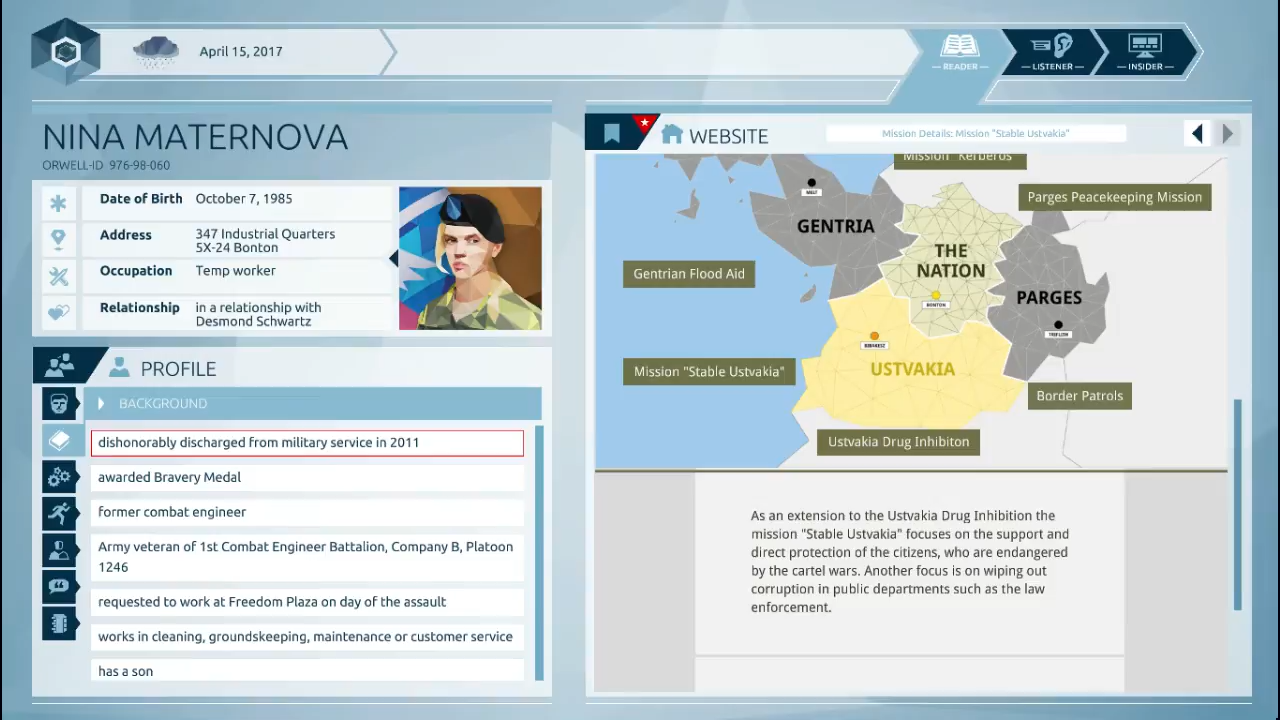 April 15, 2017
— READER —
— LISTENER —
— INSIDER —
NINA MATERNOVA
ORWELL-ID 976-98-060
Date of Birth October 7, 1985
Address 347 Industrial Quarters
5X-24 Bonton
Occupation Temp worker
Relationship in a relationship with
Desmond Schwartz
PROFILE
BACKGROUND
dishonorably discharged from military service in 2011
awarded Bravery Medal
former combat engineer
Army veteran of 1st Combat Engineer Battalion, Company B, Platoon
1246
requested to work at Freedom Plaza on day of the assault
works in cleaning, groundskeeping, maintenance or customer service
has a son
WEBSITE
Mission Details: Mission "Stable Ustvakia"
Mission "Kerberos"
Parges Peacekeeping Mission
GENTRIA
THE
NATION
BONTON
Gentrian Flood Aid
PARGES
Mission "Stable Ustvakia"
USTVAKIA
Border Patrols
Ustvakia Drug Inhibiton
As an extension to the Ustvakia Drug Inhibition the
mission "Stable Ustvakia" focuses on the support and
direct protection of the citizens, who are endangered
by the cartel wars. Another focus is on wiping out
corruption in public departments such as the law
enforcement.